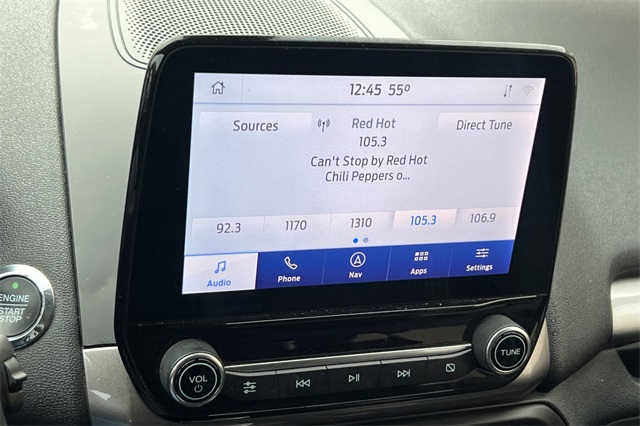 12:45 55°
Sources
Red Hot
Direct Tune
105.3
Can't Stop by Red Hot
Chili Peppers o...
92.3
1170
1310
105.3
106.9
Audio
Phone
Nav
Apps
Settings
ENGINE
START
STOP
VOL
TUNE